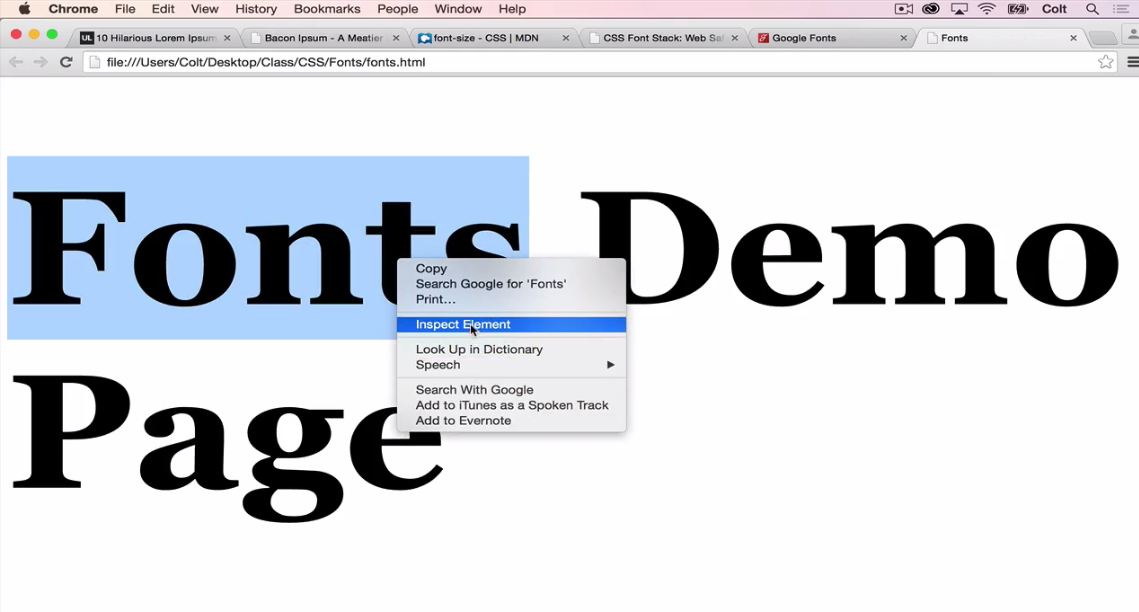 Chrome File Edit View History Bookmarks People Window Help Colt
UL 10 Hilarious Lorem Ipsum Bacon Ipsum - A Meatier font-size - CSS | MDN CSS Font Stack: Web Saf Google Fonts Fonts
file:///Users/Colt/Desktop/Class/CSS/Fonts/fonts.html
Fonts Demo
Page
Copy
Search Google for 'Fonts'
Print...
Inspect Element
Look Up in Dictionary
Speech
Search With Google
Add to iTunes as a Spoken Track
Add to Evernote